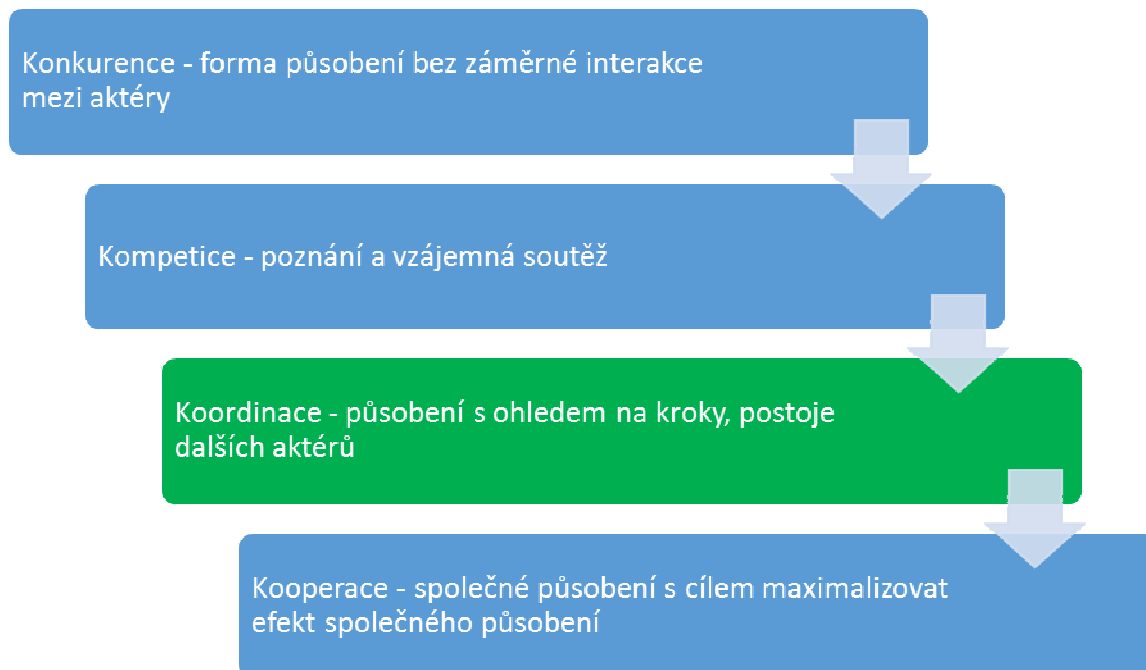 Konkurence - forma působení bez záměrné interakce
mezi aktéry
Kompetice - poznání a vzájemná soutěž
Koordinace - působení s ohledem na kroky, postoje
dalších aktérů
Kooperace - společné působení s cílem maximalizovat
efekt společného působení